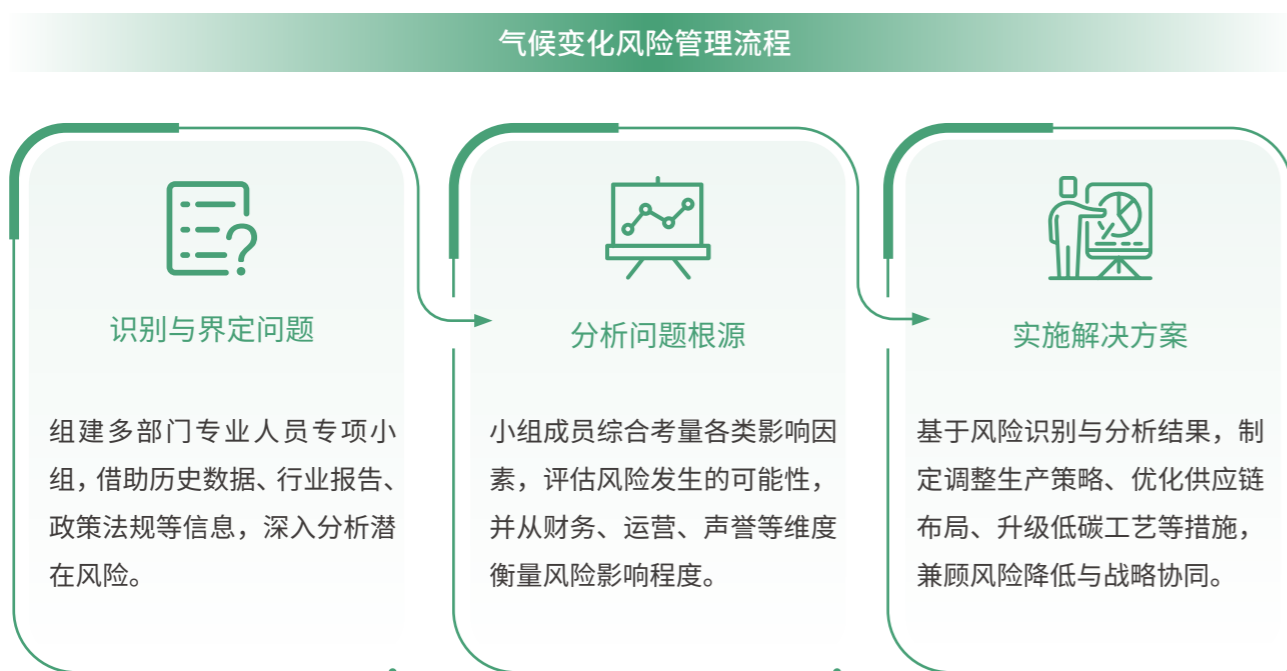 气候变化风险管理流程
识别与界定问题
组建多部门专业人员专项小
组，借助历史数据、行业报告、
政策法规等信息，深入分析潜
在风险。
分析问题根源
小组成员综合考量各类影响因
素，评估风险发生的可能性，
并从财务、运营、声誉等维度
衡量风险影响程度。
实施解决方案
基于风险识别与分析结果，制
定调整生产策略、优化供应链
布局、升级低碳工艺等措施，
兼顾风险降低与战略协同。